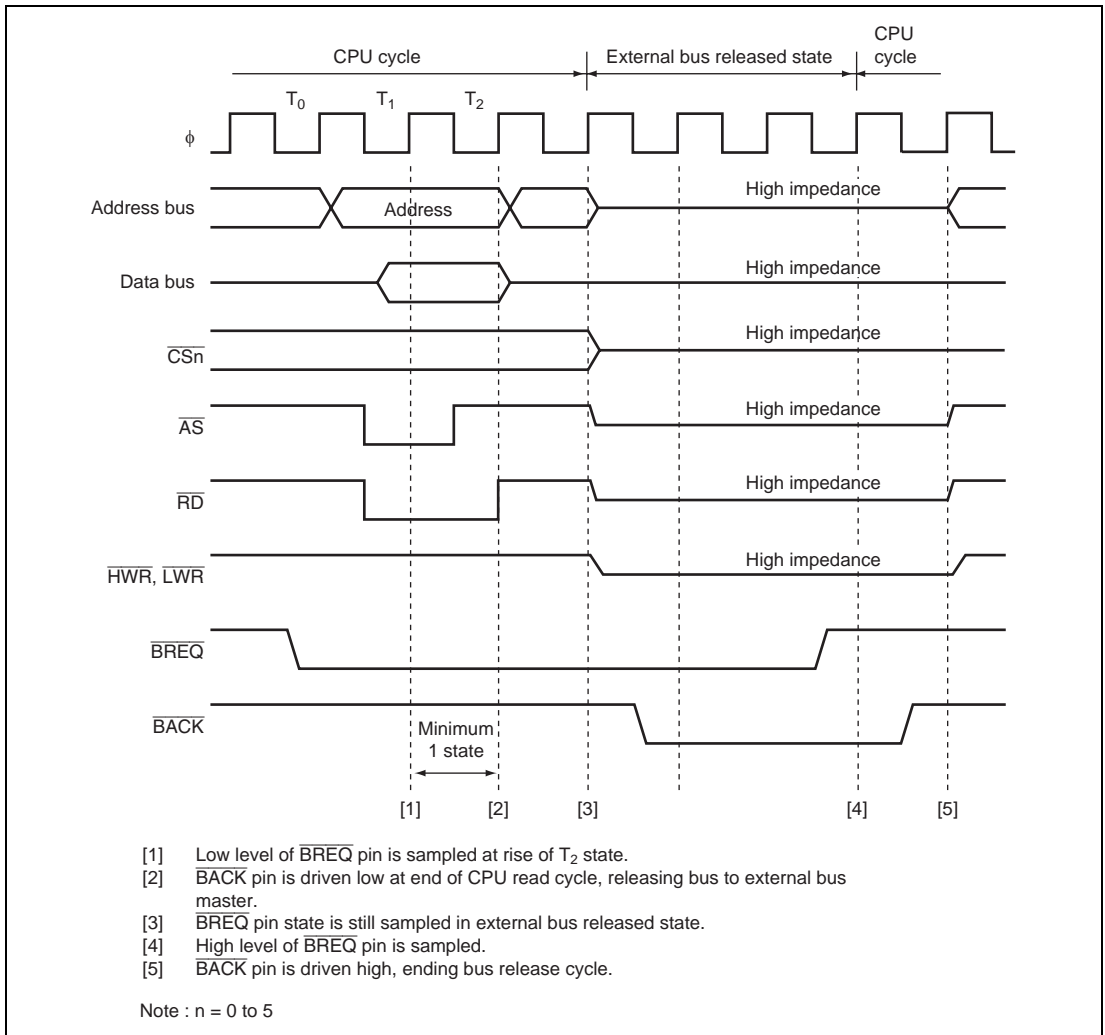 CPU cycle
External bus released state
CPU
cycle
T0
T1
T2
φ
Address bus
Address
High impedance
Data bus
High impedance
CSn
High impedance
AS
High impedance
RD
High impedance
HWR, LWR
High impedance
BREQ
BACK
Minimum
1 state
[1]
[2]
[3]
[4]
[5]
[1] Low level of BREQ pin is sampled at rise of T2 state.
[2] BACK pin is driven low at end of CPU read cycle, releasing bus to external bus
master.
[3] BREQ pin state is still sampled in external bus released state.
[4] High level of BREQ pin is sampled.
[5] BACK pin is driven high, ending bus release cycle.
Note : n = 0 to 5